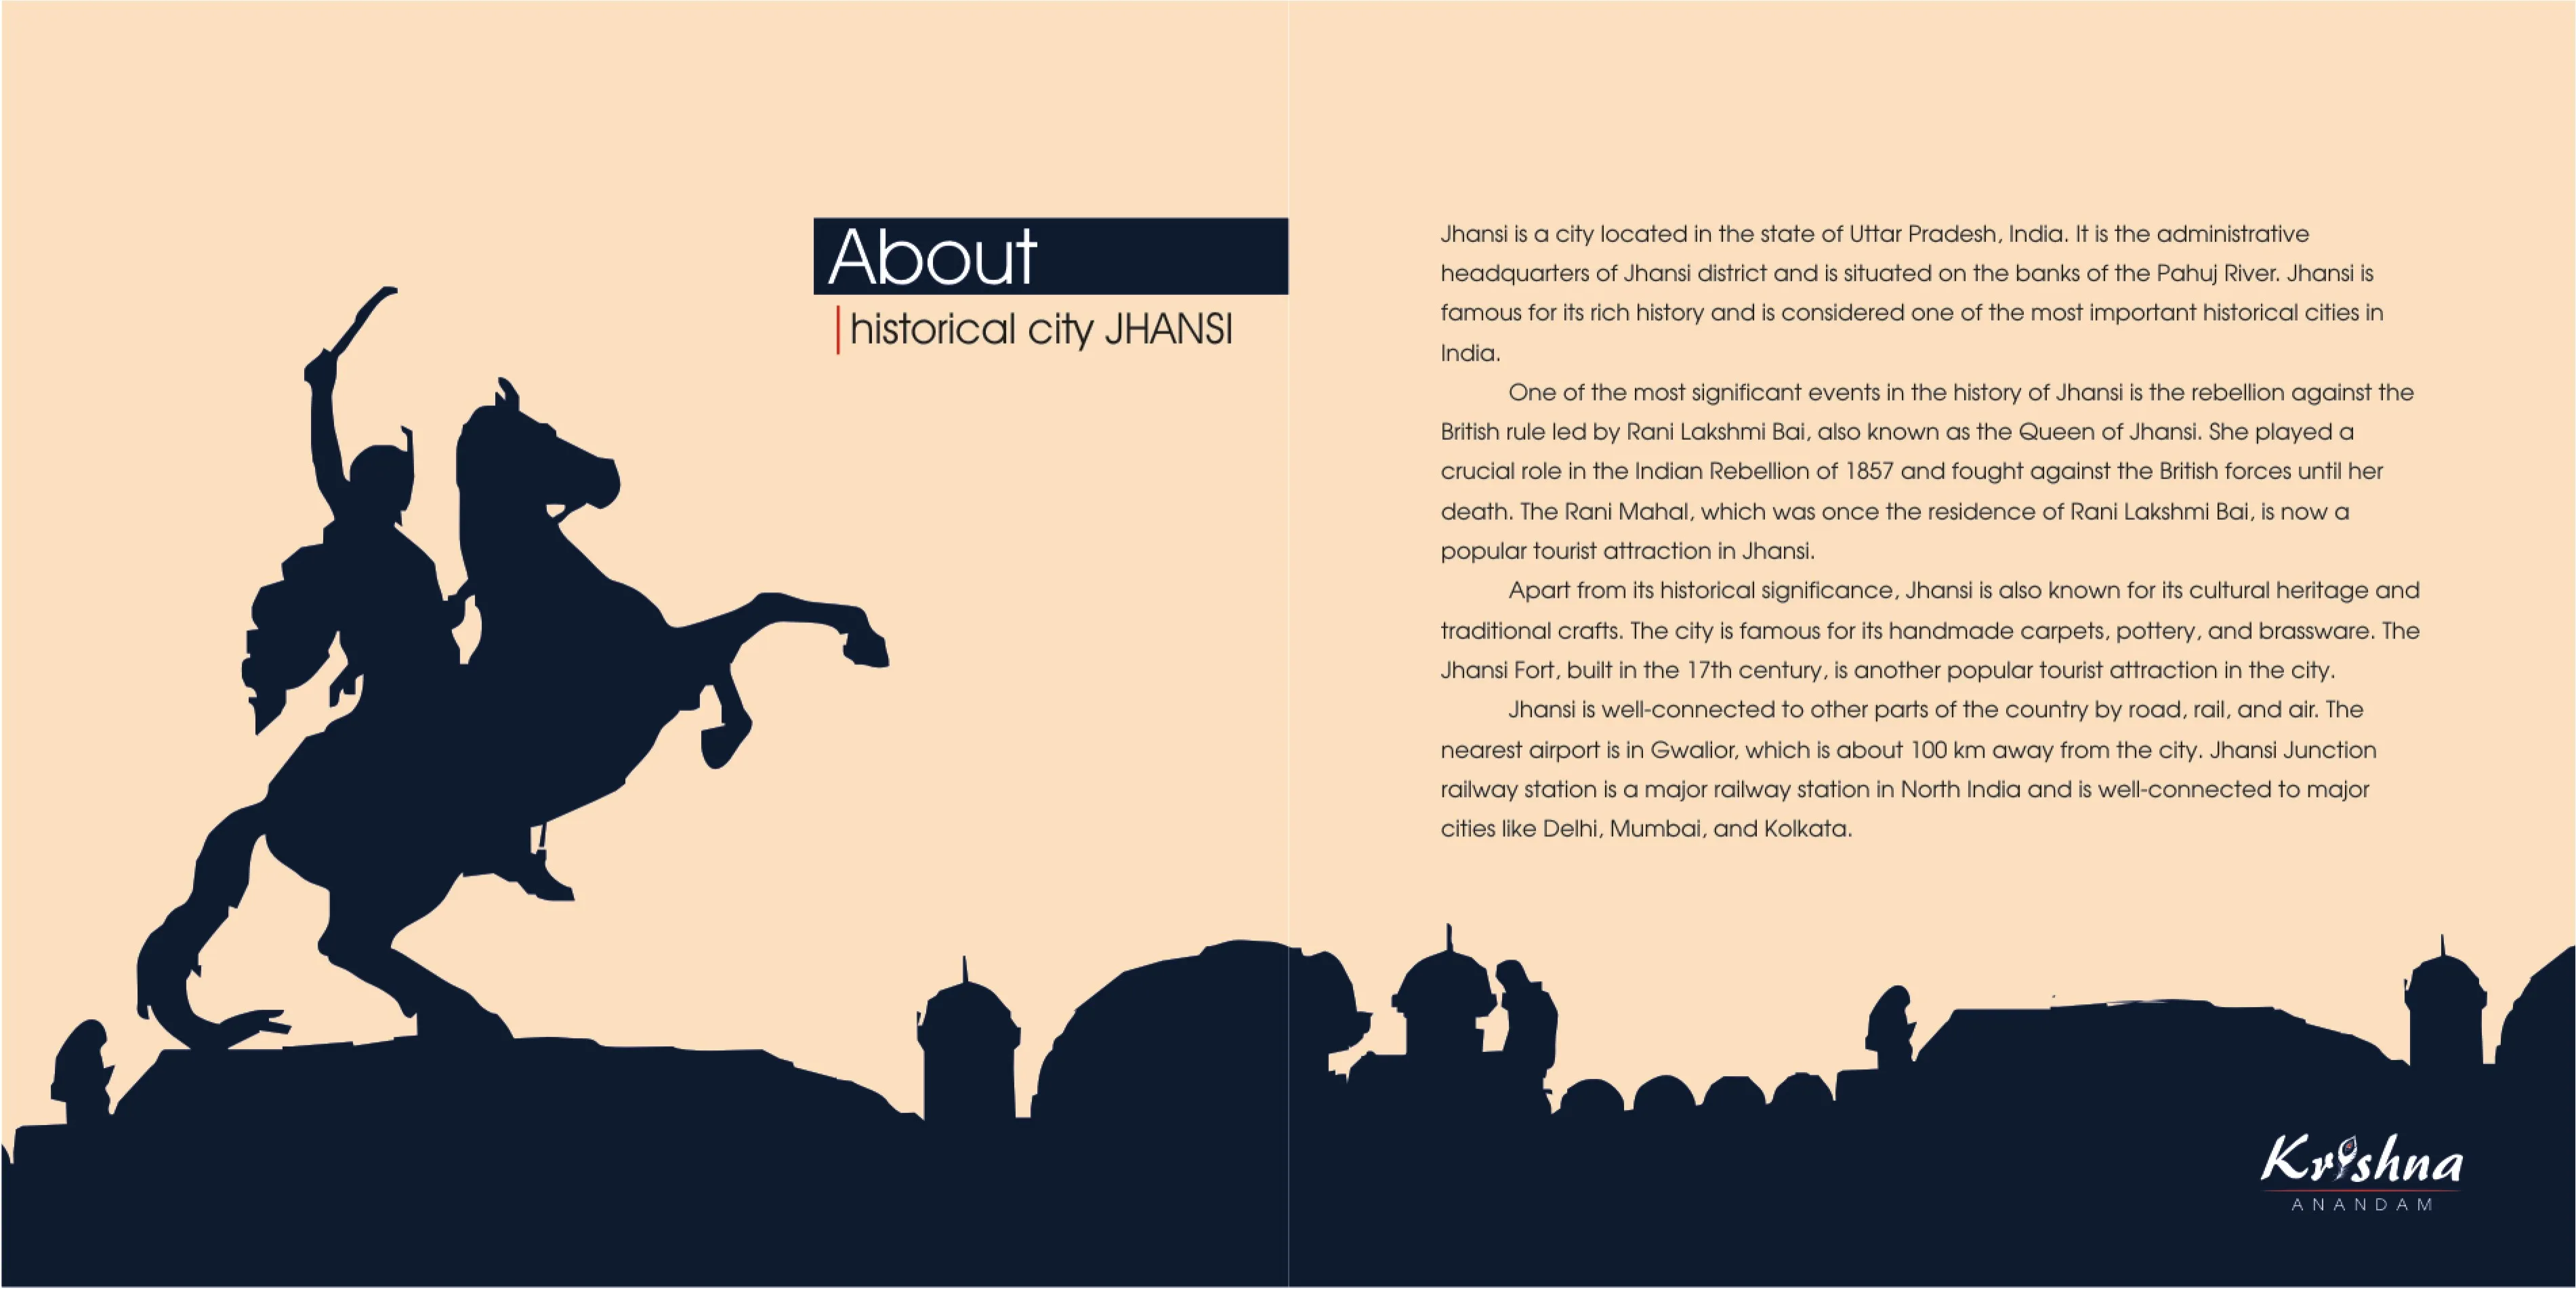 About
historical city JHANSI
Jhansi is a city located in the state of Uttar Pradesh, India. It is the administrative
headquarters of Jhansi district and is situated on the banks of the Pahuj River. Jhansi is
famous for its rich history and is considered one of the most important historical cities in
India.
One of the most significant events in the history of Jhansi is the rebellion against the
British rule led by Rani Lakshmi Bai, also known as the Queen of Jhansi. She played a
crucial role in the Indian Rebellion of 1857 and fought against the British forces until her
death. The Rani Mahal, which was once the residence of Rani Lakshmi Bai, is now a
popular tourist attraction in Jhansi.
Apart from its historical significance, Jhansi is also known for its cultural heritage and
traditional crafts. The city is famous for its handmade carpets, pottery, and brassware. The
Jhansi Fort, built in the 17th century, is another popular tourist attraction in the city.
Jhansi is well-connected to other parts of the country by road, rail, and air. The
nearest airport is in Gwalior, which is about 100 km away from the city. Jhansi Junction
railway station is a major railway station in North India and is well-connected to major
cities like Delhi, Mumbai, and Kolkata.
Krishna
ANANDAM